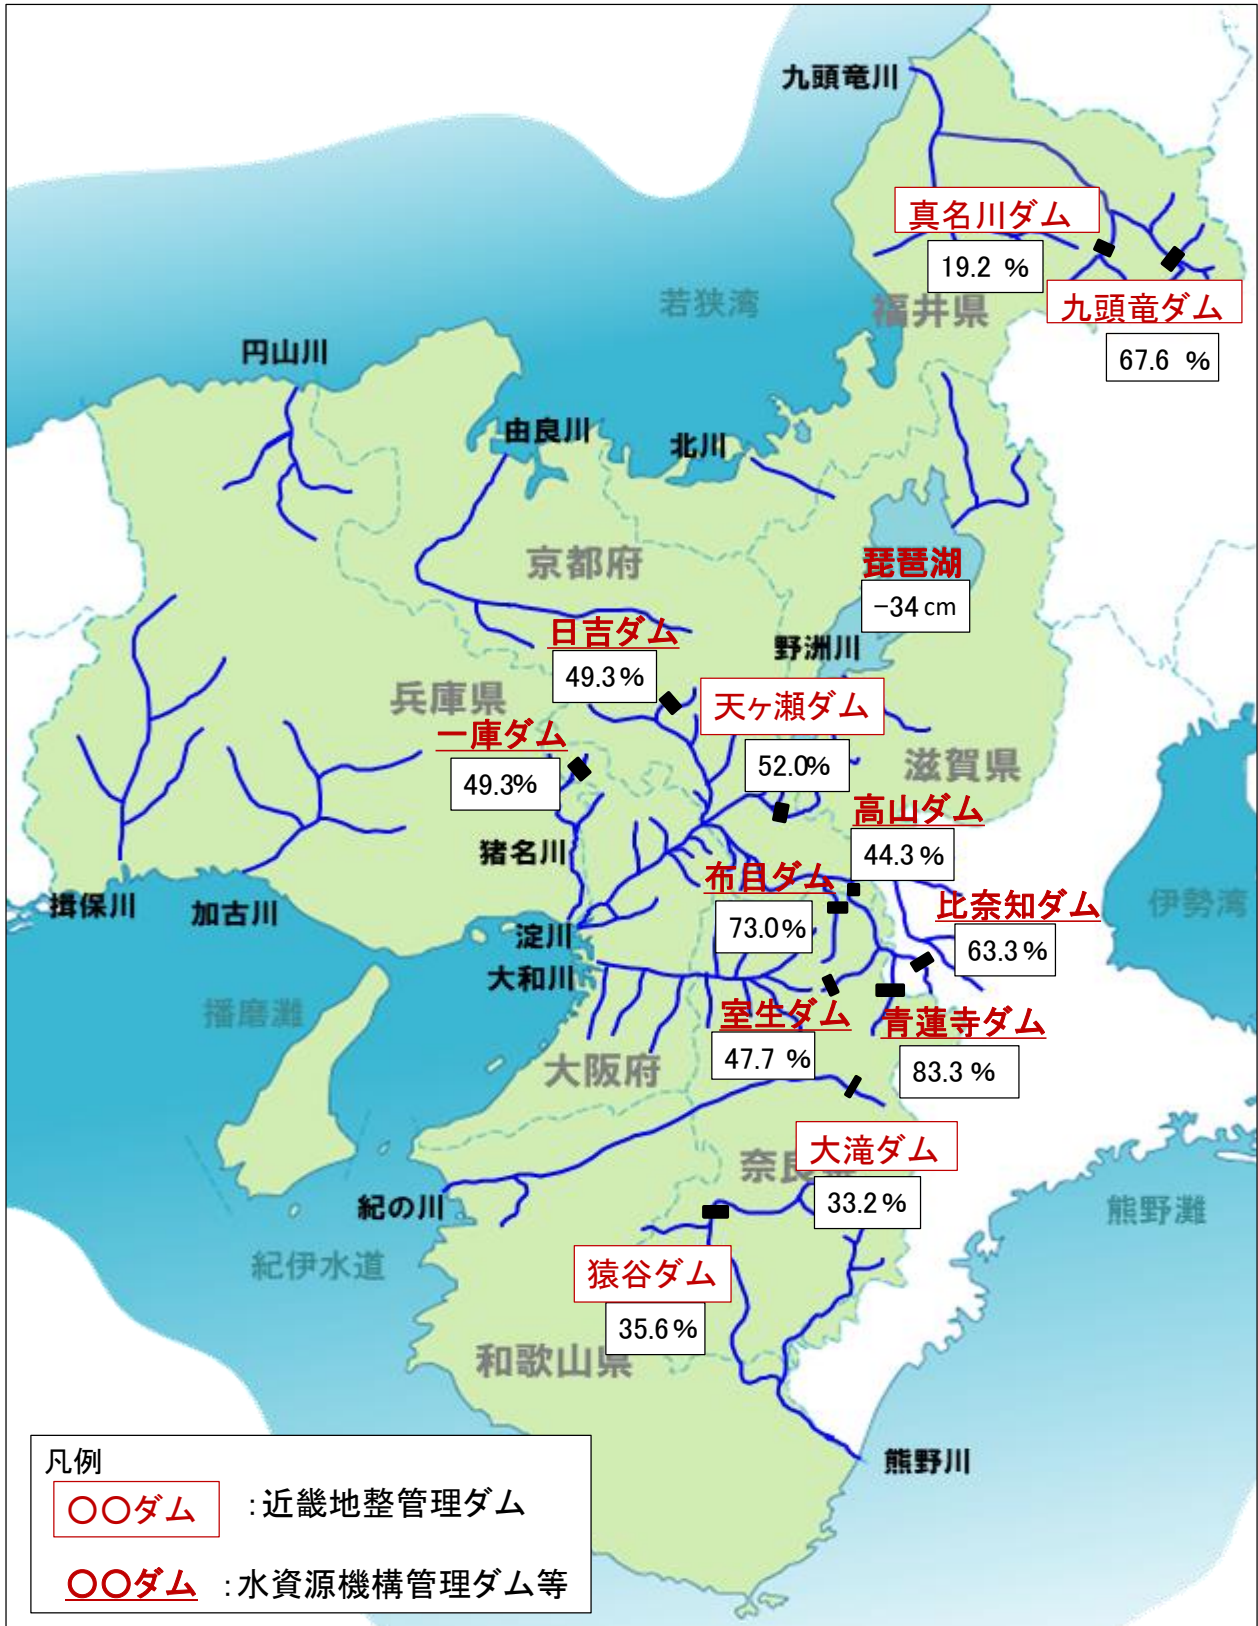 九頭竜川
真名川ダム
19.2 %
九頭竜ダム
67.6 %
若狭湾
福井県
円山川
由良川
北川
京都府
琵琶湖
-34 cm
日吉ダム
49.3%
野洲川
兵庫県
天ヶ瀬ダム
52.0%
滋賀県
一庫ダム
49.3%
高山ダム
44.3 %
猪名川
布目ダム
73.0%
比奈知ダム
63.3 %
揖保川
加古川
淀川
大和川
伊勢湾
播磨灘
室生ダム
47.7 %
青蓮寺ダム
83.3 %
大阪府
奈良県
大滝ダム
33.2 %
紀の川
紀伊水道
熊野灘
猿谷ダム
35.6 %
和歌山県
熊野川
凡例
〇〇ダム :近畿地整管理ダム
〇〇ダム :水資源機構管理ダム等